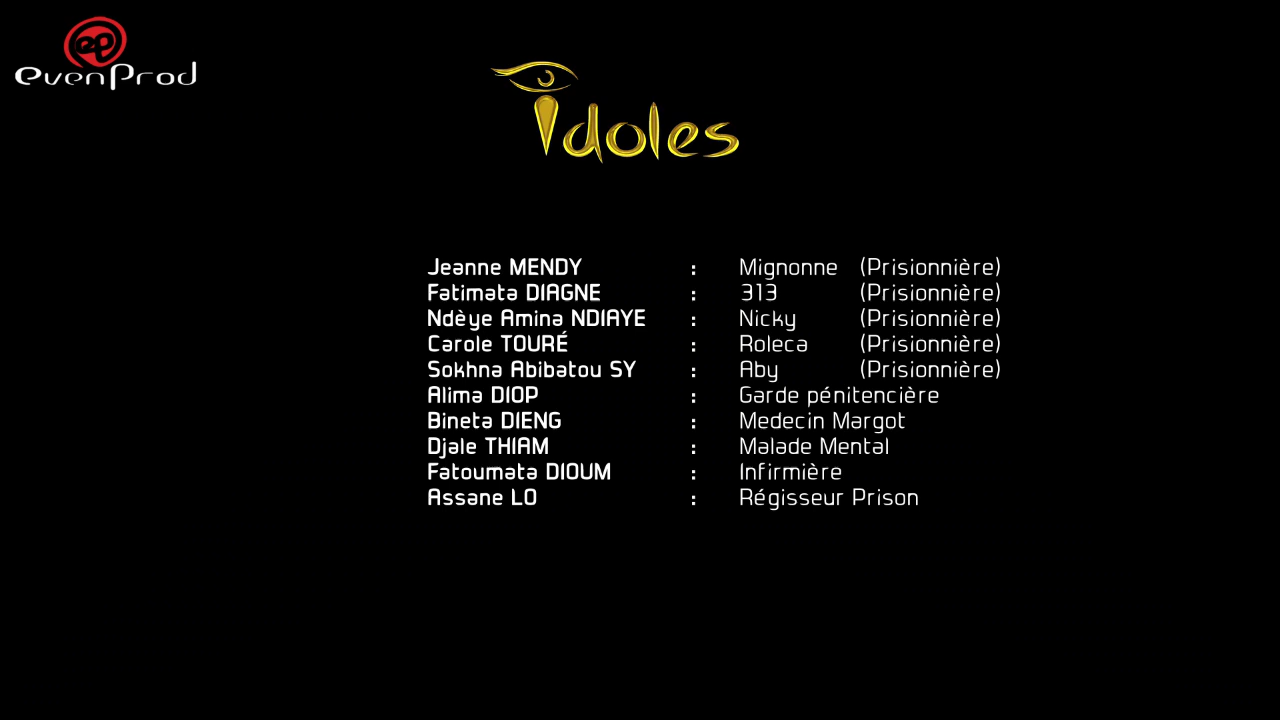 ep
evenProd
idoles
Jeanne MENDY : Mignonne (Prisionnière)
Fatimata DIAGNE : 313 (Prisionnière)
Ndèye Amina NDIAYE : Nicky (Prisionnière)
Carole TOURÉ : Roleca (Prisionnière)
Sokhna Abibatou SY : Aby (Prisionnière)
Alima DIOP : Garde pénitencière
Bineta DIENG : Medecin Margot
Djale THIAM : Malade Mental
Fatoumata DIOUM : Infirmière
Assane LO : Régisseur Prison